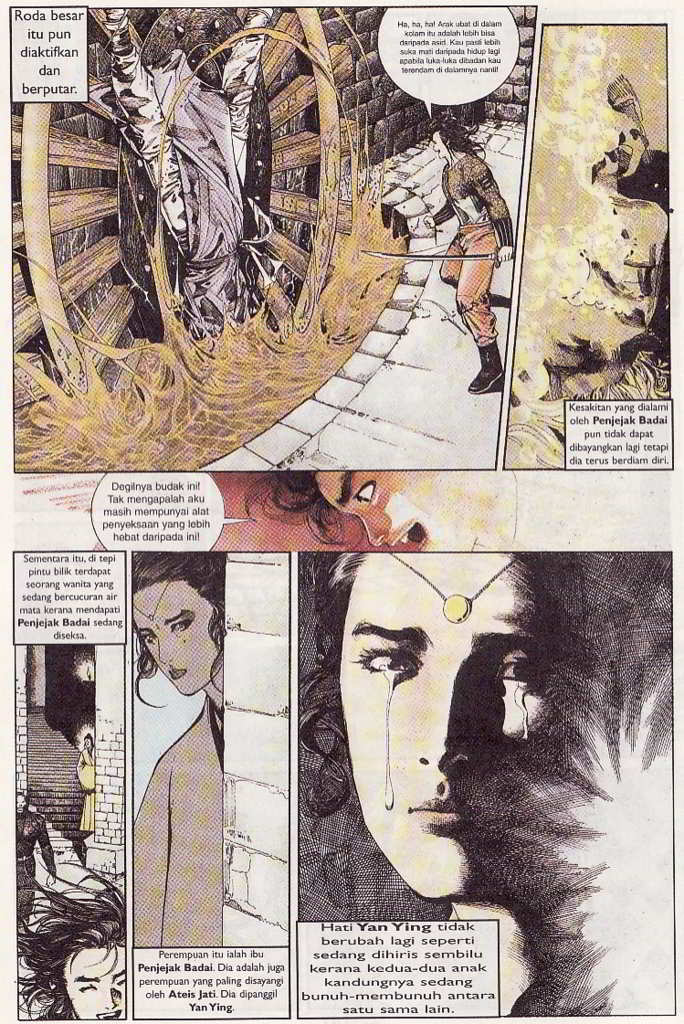 Roda besar
itu pun
diaktifkan
dan
berputar.
Ha, ha, ha! Arak ubat di dalam
kolam itu adalah lebih bisa
daripada asid. Kau pasti lebih
suka mati daripada hidup lagi
apabila luka-luka dibadan kau
terendam di dalamnya nanti!
Kesakitan yang dialami
oleh Penjejak Badai
pun tidak dapat
dibayangkan lagi tetapi
dia terus berdiam diri.
Degilnya budak ini!
Tak mengapalah aku
masih mempunyai alat
penyeksaan yang lebih
hebat daripada ini!
Sementara itu, di tepi
pintu bilik terdapat
seorang wanita yang
sedang bercucuran air
mata kerana mendapati
Penjejak Badai sedang
diseksa.
Perempuan itu ialah ibu
Penjejak Badai. Dia adalah juga
perempuan yang paling disayangi
oleh Ateis Jati. Dia dipanggil
Yan Ying.
Hati Yan Ying tidak
berubah lagi seperti
sedang dihiris sembilu
kerana kedua-dua anak
kandungnya sedang
bunuh-membunuh antara
satu sama lain.